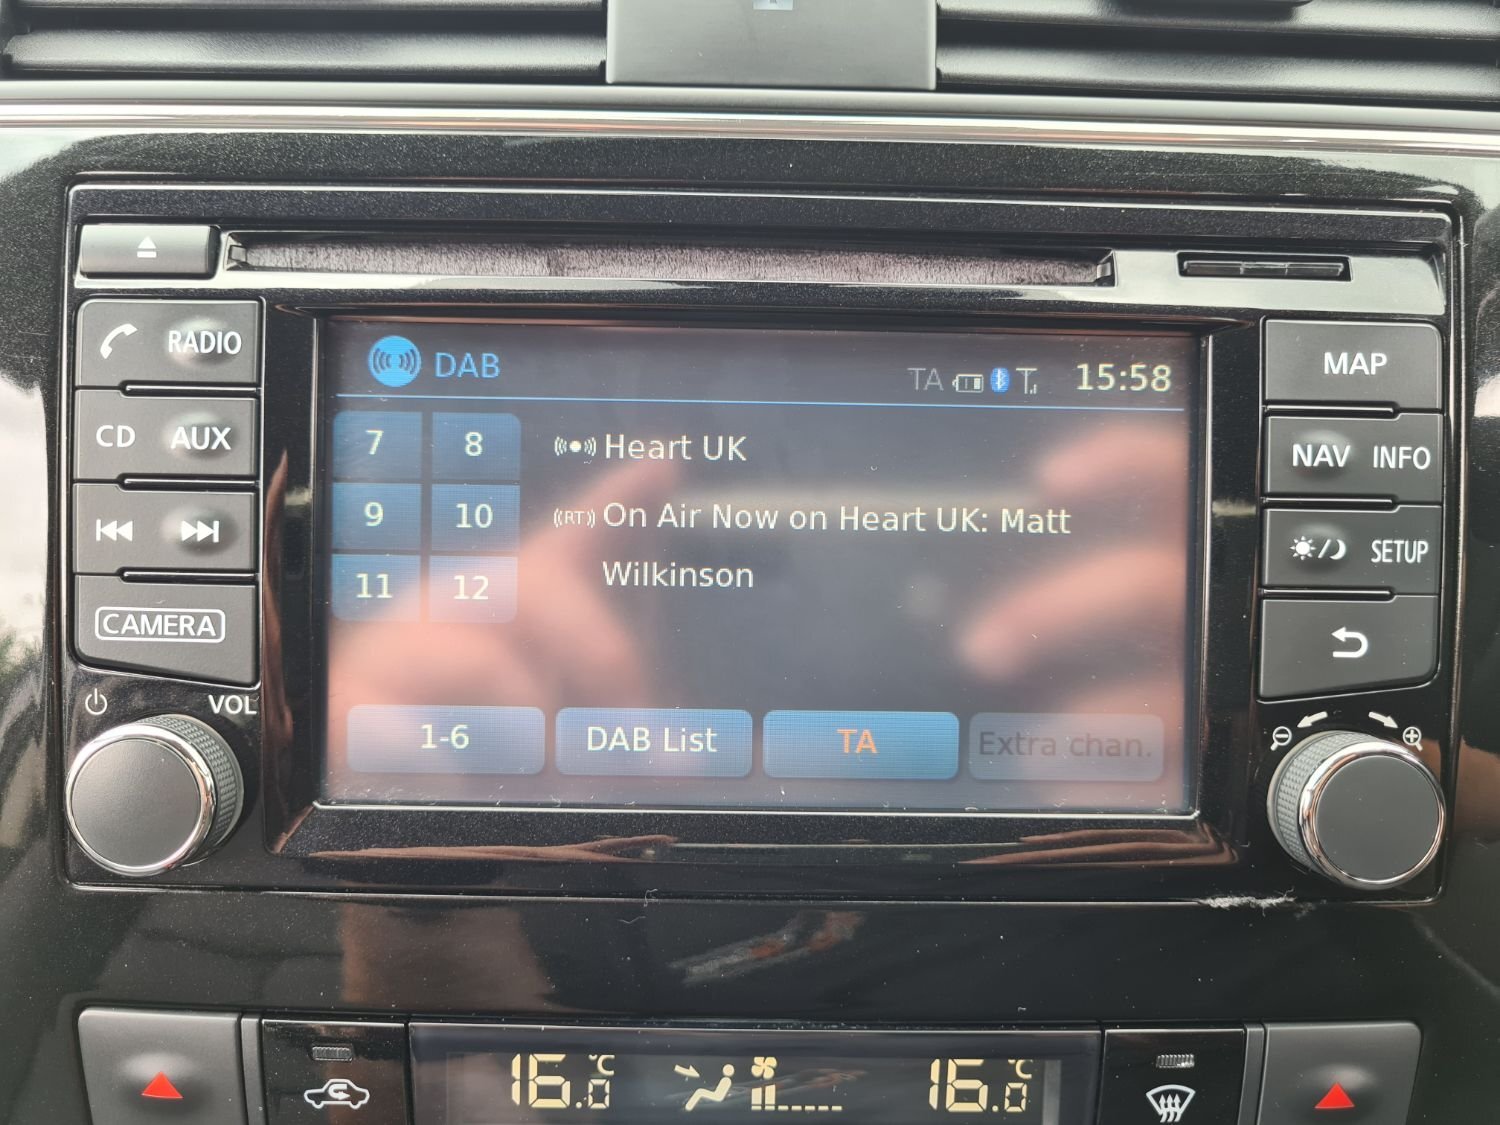 RADIO
CD AUX
CAMERA
VOL
DAB
TA 15:58
7 8
9 10
11 12
Heart UK
RT On Air Now on Heart UK: Matt
Wilkinson
1-6 DAB List TA Extra chan.
MAP
NAV INFO
SETUP
16.0°C 16.0°C